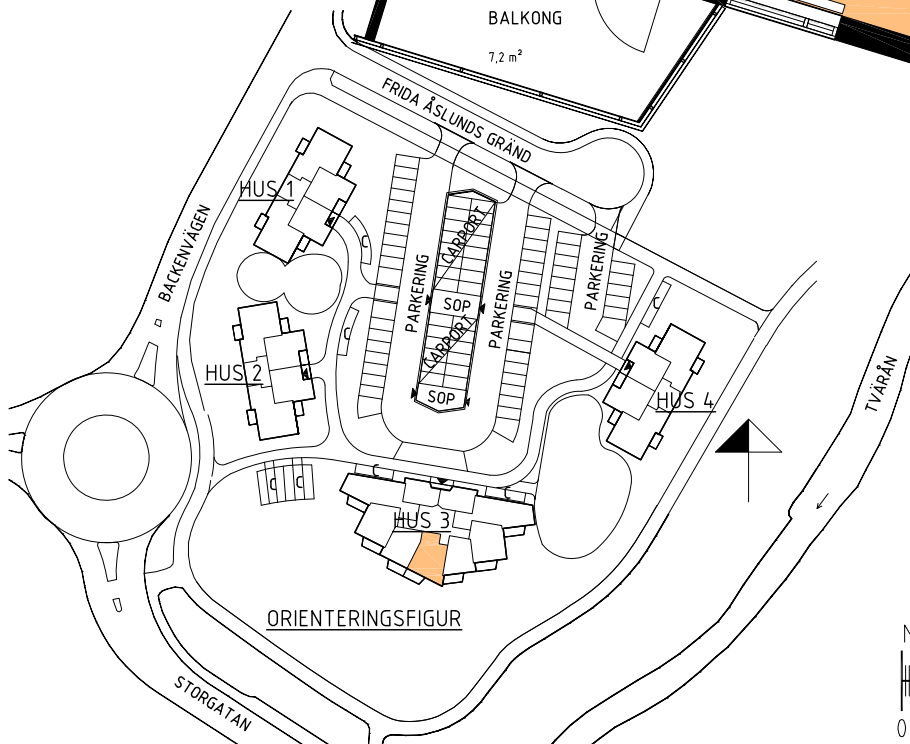 BALKONG
7,2 m²
FRIDA ÅSLUNDS GRÄND
HUS 1
BACKENVÄGEN
CARPORT
PARKERING
PARKERING
PARKERING
SOP
CARPORT
HUS 2
SOP
HUS 4
TVÄRÅN
HUS 3
ORIENTERINGSFIGUR
STORGATAN
0